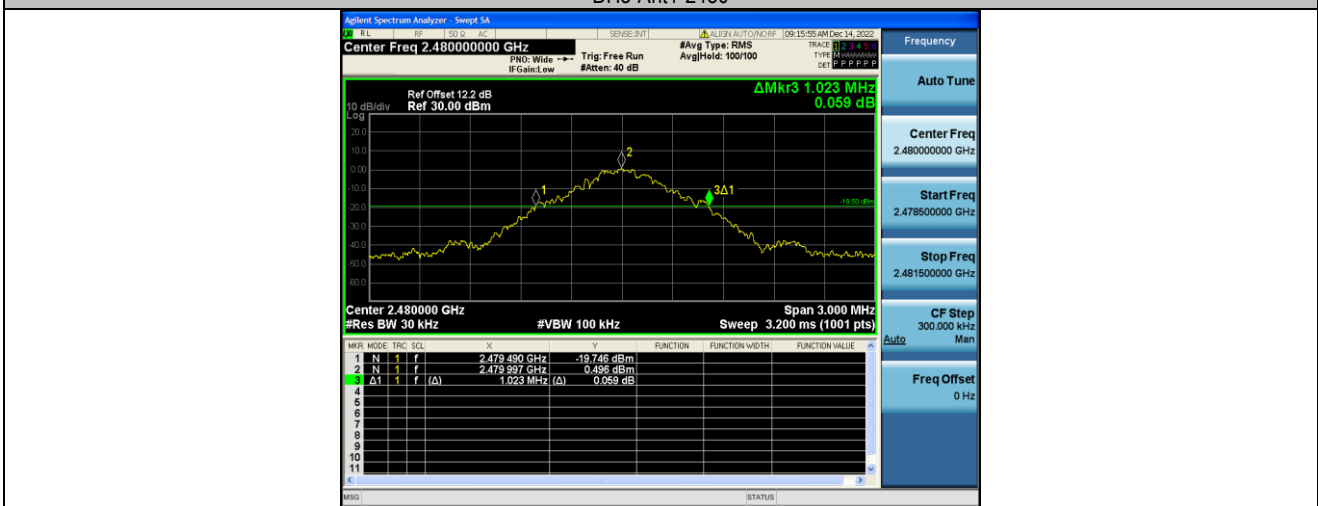 Agilent Spectrum Analyzer - Swept SA
RL RF 50 Ω AC SENSE:INT ALIGN AUTO/NO RF 09:15:55 AM Dec 14, 2022
Center Freq 2.480000000 GHz
PNO: Wide
IFGain:Low
Trig: Free Run
#Atten: 40 dB
#Avg Type: RMS
Avg|Hold: 100/100
TRACE 1 2 3 4 5 6
TYPE M
DET P P P P P P
Ref Offset 12.2 dB
10 dB/div Ref 30.00 dBm
Log
ΔMkr3 1.023 MHz
0.059 dB
20.0
10.0
0.00
-10.0
-20.0
-40.0
-50.0
-60.0
1
2
3Δ1
-19.50 dBm
Center 2.480000 GHz Span 3.000 MHz
#Res BW 30 kHz #VBW 100 kHz Sweep 3.200 ms (1001 pts)
MKR MODE TRC SCL X Y FUNCTION FUNCTION WIDTH FUNCTION VALUE
1 N 1 f 2.479 490 GHz -19.746 dBm
2 N 1 f 2.479 997 GHz 0.496 dBm
3 Δ1 1 f (Δ) 1.023 MHz (Δ) 0.059 dB
4
5
6
7
8
9
10
11
MSG STATUS
Frequency
Auto Tune
Center Freq
2.480000000 GHz
Start Freq
2.478500000 GHz
Stop Freq
2.481500000 GHz
CF Step
300.000 kHz
Auto Man
Freq Offset
0 Hz